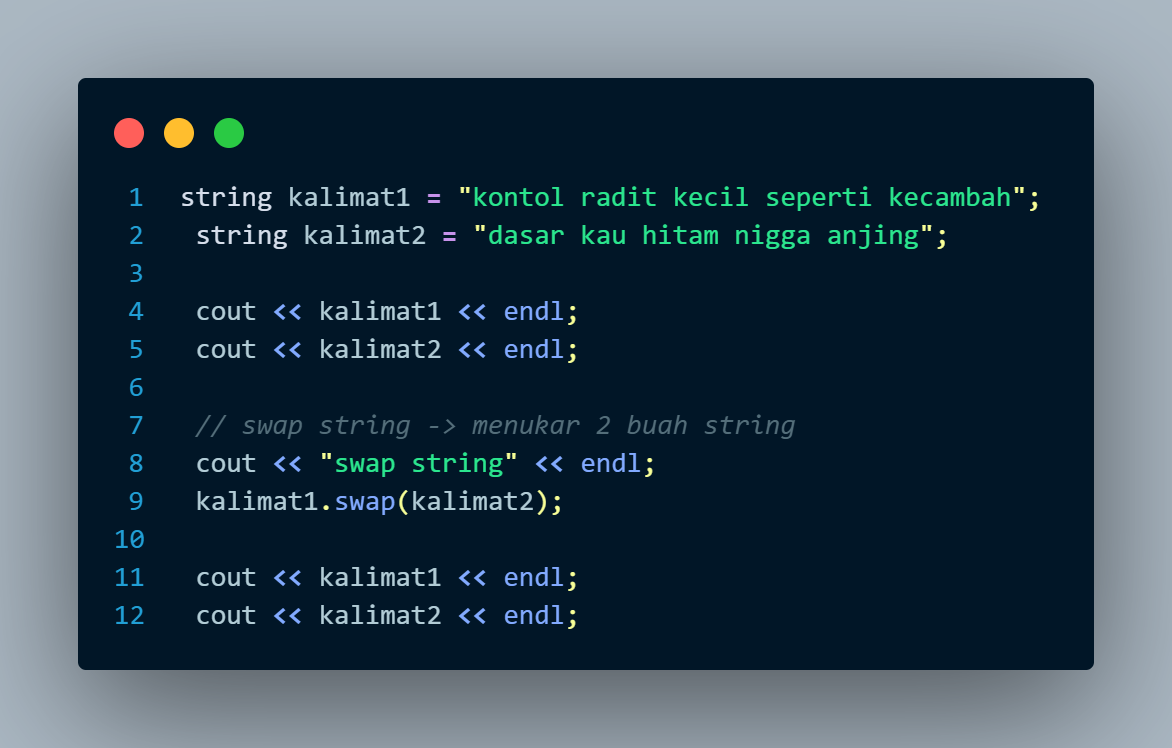 1 string kalimat1 = "kontol radit kecil seperti kecambah";
2 string kalimat2 = "dasar kau hitam nigga anjing";
3
4 cout << kalimat1 << endl;
5 cout << kalimat2 << endl;
6
7 // swap string -> menukar 2 buah string
8 cout << "swap string" << endl;
9 kalimat1.swap(kalimat2);
10
11 cout << kalimat1 << endl;
12 cout << kalimat2 << endl;